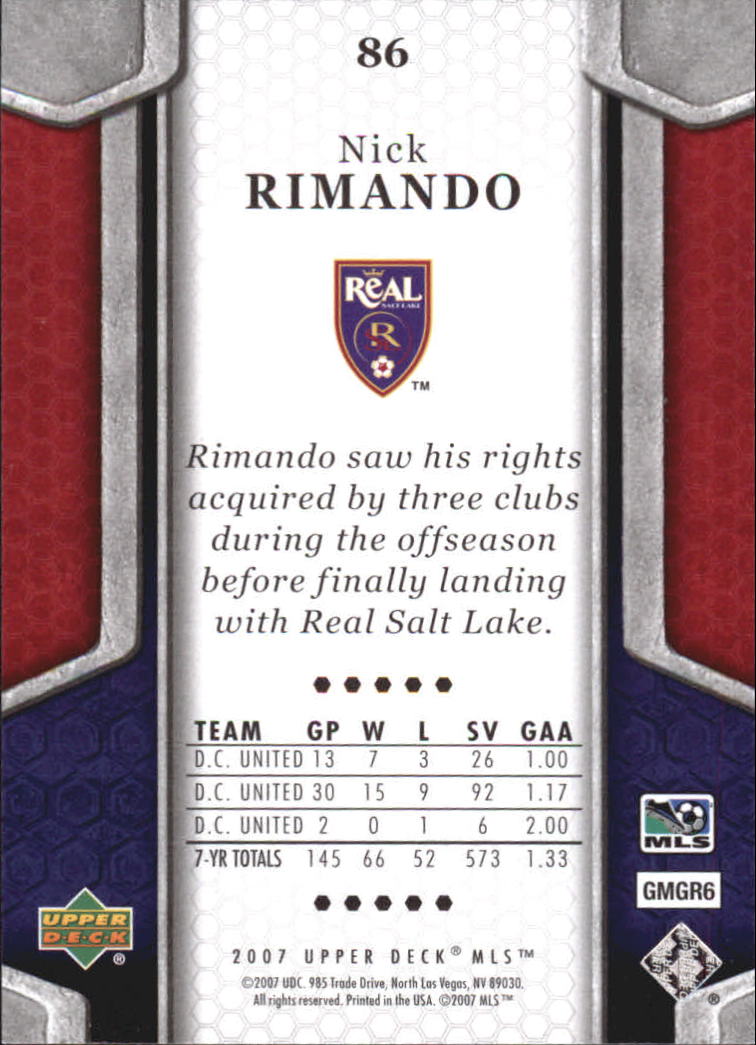 86
Nick
RIMANDO
REAL
SALT LAKE
TM
Rimando saw his rights
acquired by three clubs
during the offseason
before finally landing
with Real Salt Lake.
TEAM GP W L SV GAA
D.C. UNITED 13 7 3 26 1.00
D.C. UNITED 30 15 9 92 1.17
D.C. UNITED 2 0 1 6 2.00
7-YR TOTALS 145 66 52 573 1.33
MLS
GMGR6
UPPER
D·E·C·K
®
2007 UPPER DECK® MLS™
©2007 UDC. 985 Trade Drive, North Las Vegas, NV 89030.
All rights reserved. Printed in the USA. ©2007 MLS™
®